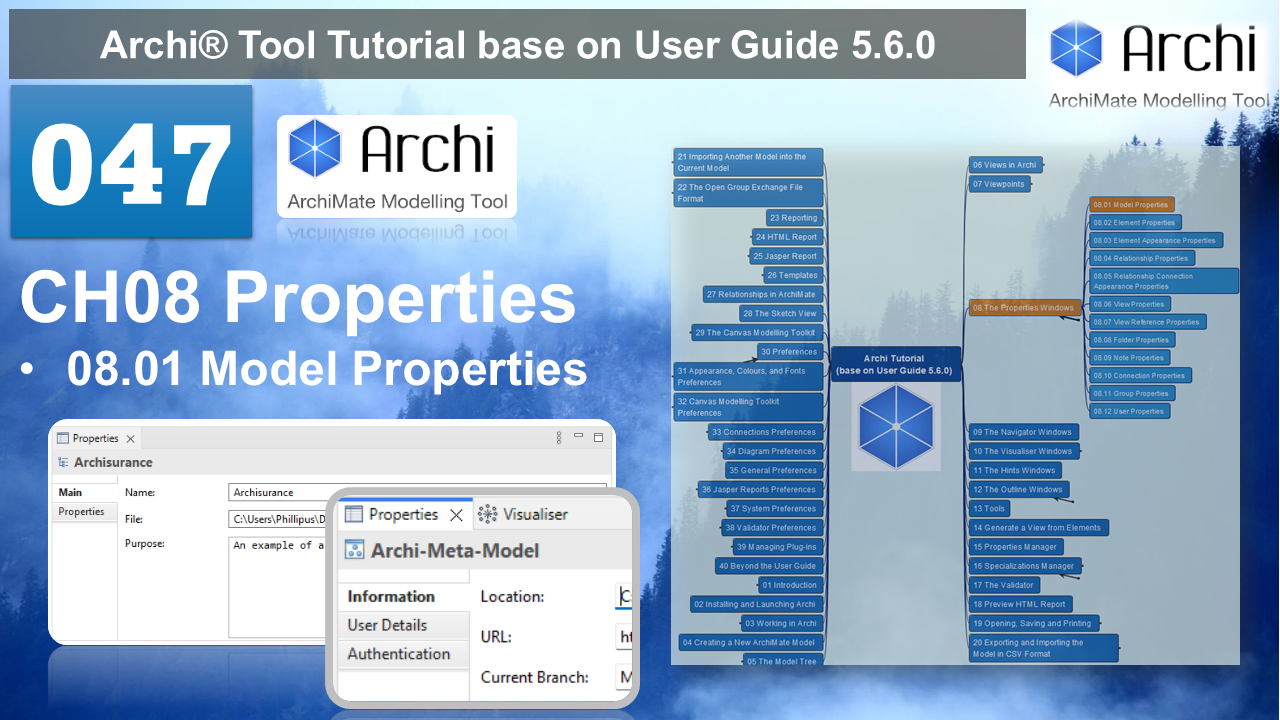 Archi® Tool Tutorial base on User Guide 5.6.0
Archi
ArchiMate Modelling Tool
047
Archi
ArchiMate Modelling Tool
CH08 Properties
• 08.01 Model Properties
Properties
Archisurance
Main
Properties
Name:
Archisurance
File:
C:\Users\Phillipus\D
Purpose:
An example of a
Properties
Visualiser
Archi-Meta-Model
Information
User Details
Authentication
Location:
URL:
Current Branch:
21 Importing Another Model into the
Current Model
22 The Open Group Exchange File
Format
23 Reporting
24 HTML Report
25 Jasper Report
26 Templates
27 Relationships in ArchiMate
28 The Sketch View
29 The Canvas Modelling Toolkit
30 Preferences
31 Appearance, Colours, and Fonts
Preferences
32 Canvas Modelling Toolkit
Preferences
33 Connections Preferences
34 Diagram Preferences
35 General Preferences
36 Jasper Reports Preferences
37 System Preferences
38 Validator Preferences
39 Managing Plug-ins
40 Beyond the User Guide
01 Introduction
02 Installing and Launching Archi
03 Working in Archi
04 Creating a New ArchiMate Model
05 The Model Tree
Archi Tutorial
(base on User Guide 5.6.0)
06 Views in Archi
07 Viewpoints
08 The Properties Windows
08.01 Model Properties
08.02 Element Properties
08.03 Element Appearance Properties
08.04 Relationship Properties
08.05 Relationship Connection
Appearance Properties
08.06 View Properties
08.07 View Reference Properties
08.08 Folder Properties
08.09 Note Properties
08.10 Connection Properties
08.11 Group Properties
08.12 User Properties
09 The Navigator Windows
10 The Visualiser Windows
11 The Hints Windows
12 The Outline Windows
13 Tools
14 Generate a View from Elements
15 Properties Manager
16 Specializations Manager
17 The Validator
18 Preview HTML Report
19 Opening, Saving and Printing
20 Exporting and Importing the
Model in CSV Format